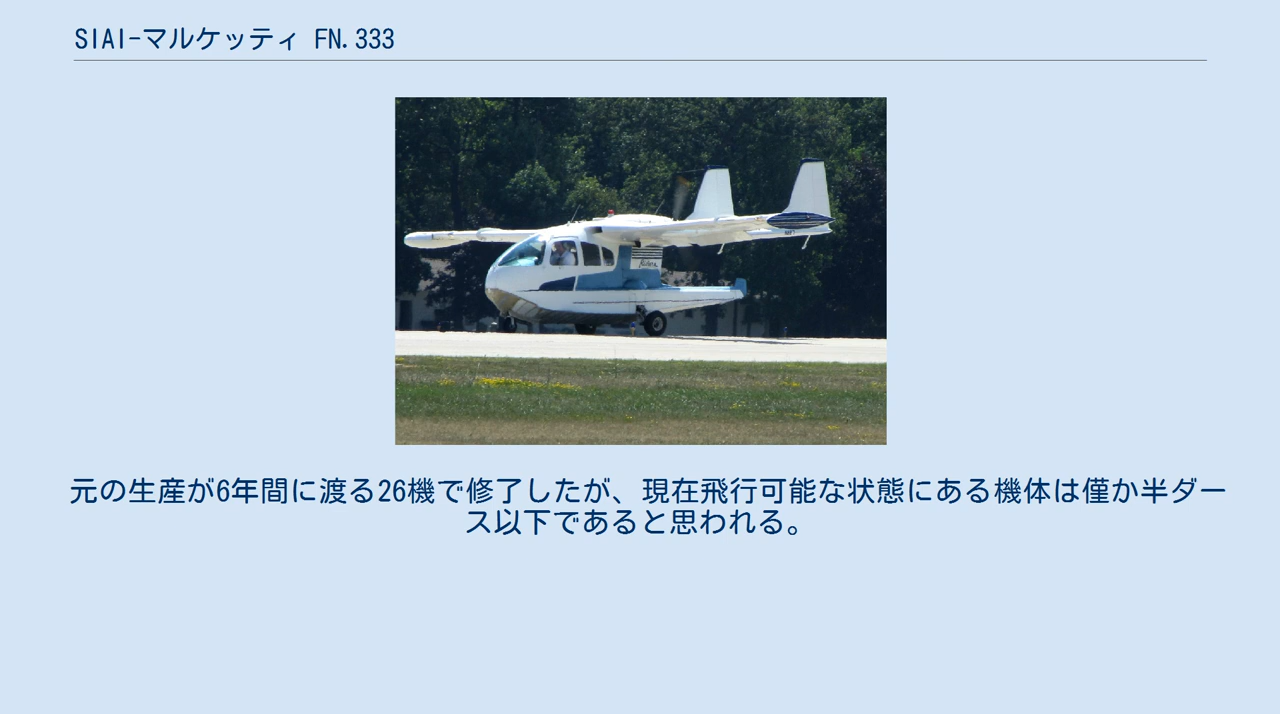 SIAI-マルケッティ FN.333
元の生産が6年間に渡る26機で修了したが、現在飛行可能な状態にある機体は僅か半ダー
ス以下であると思われる。